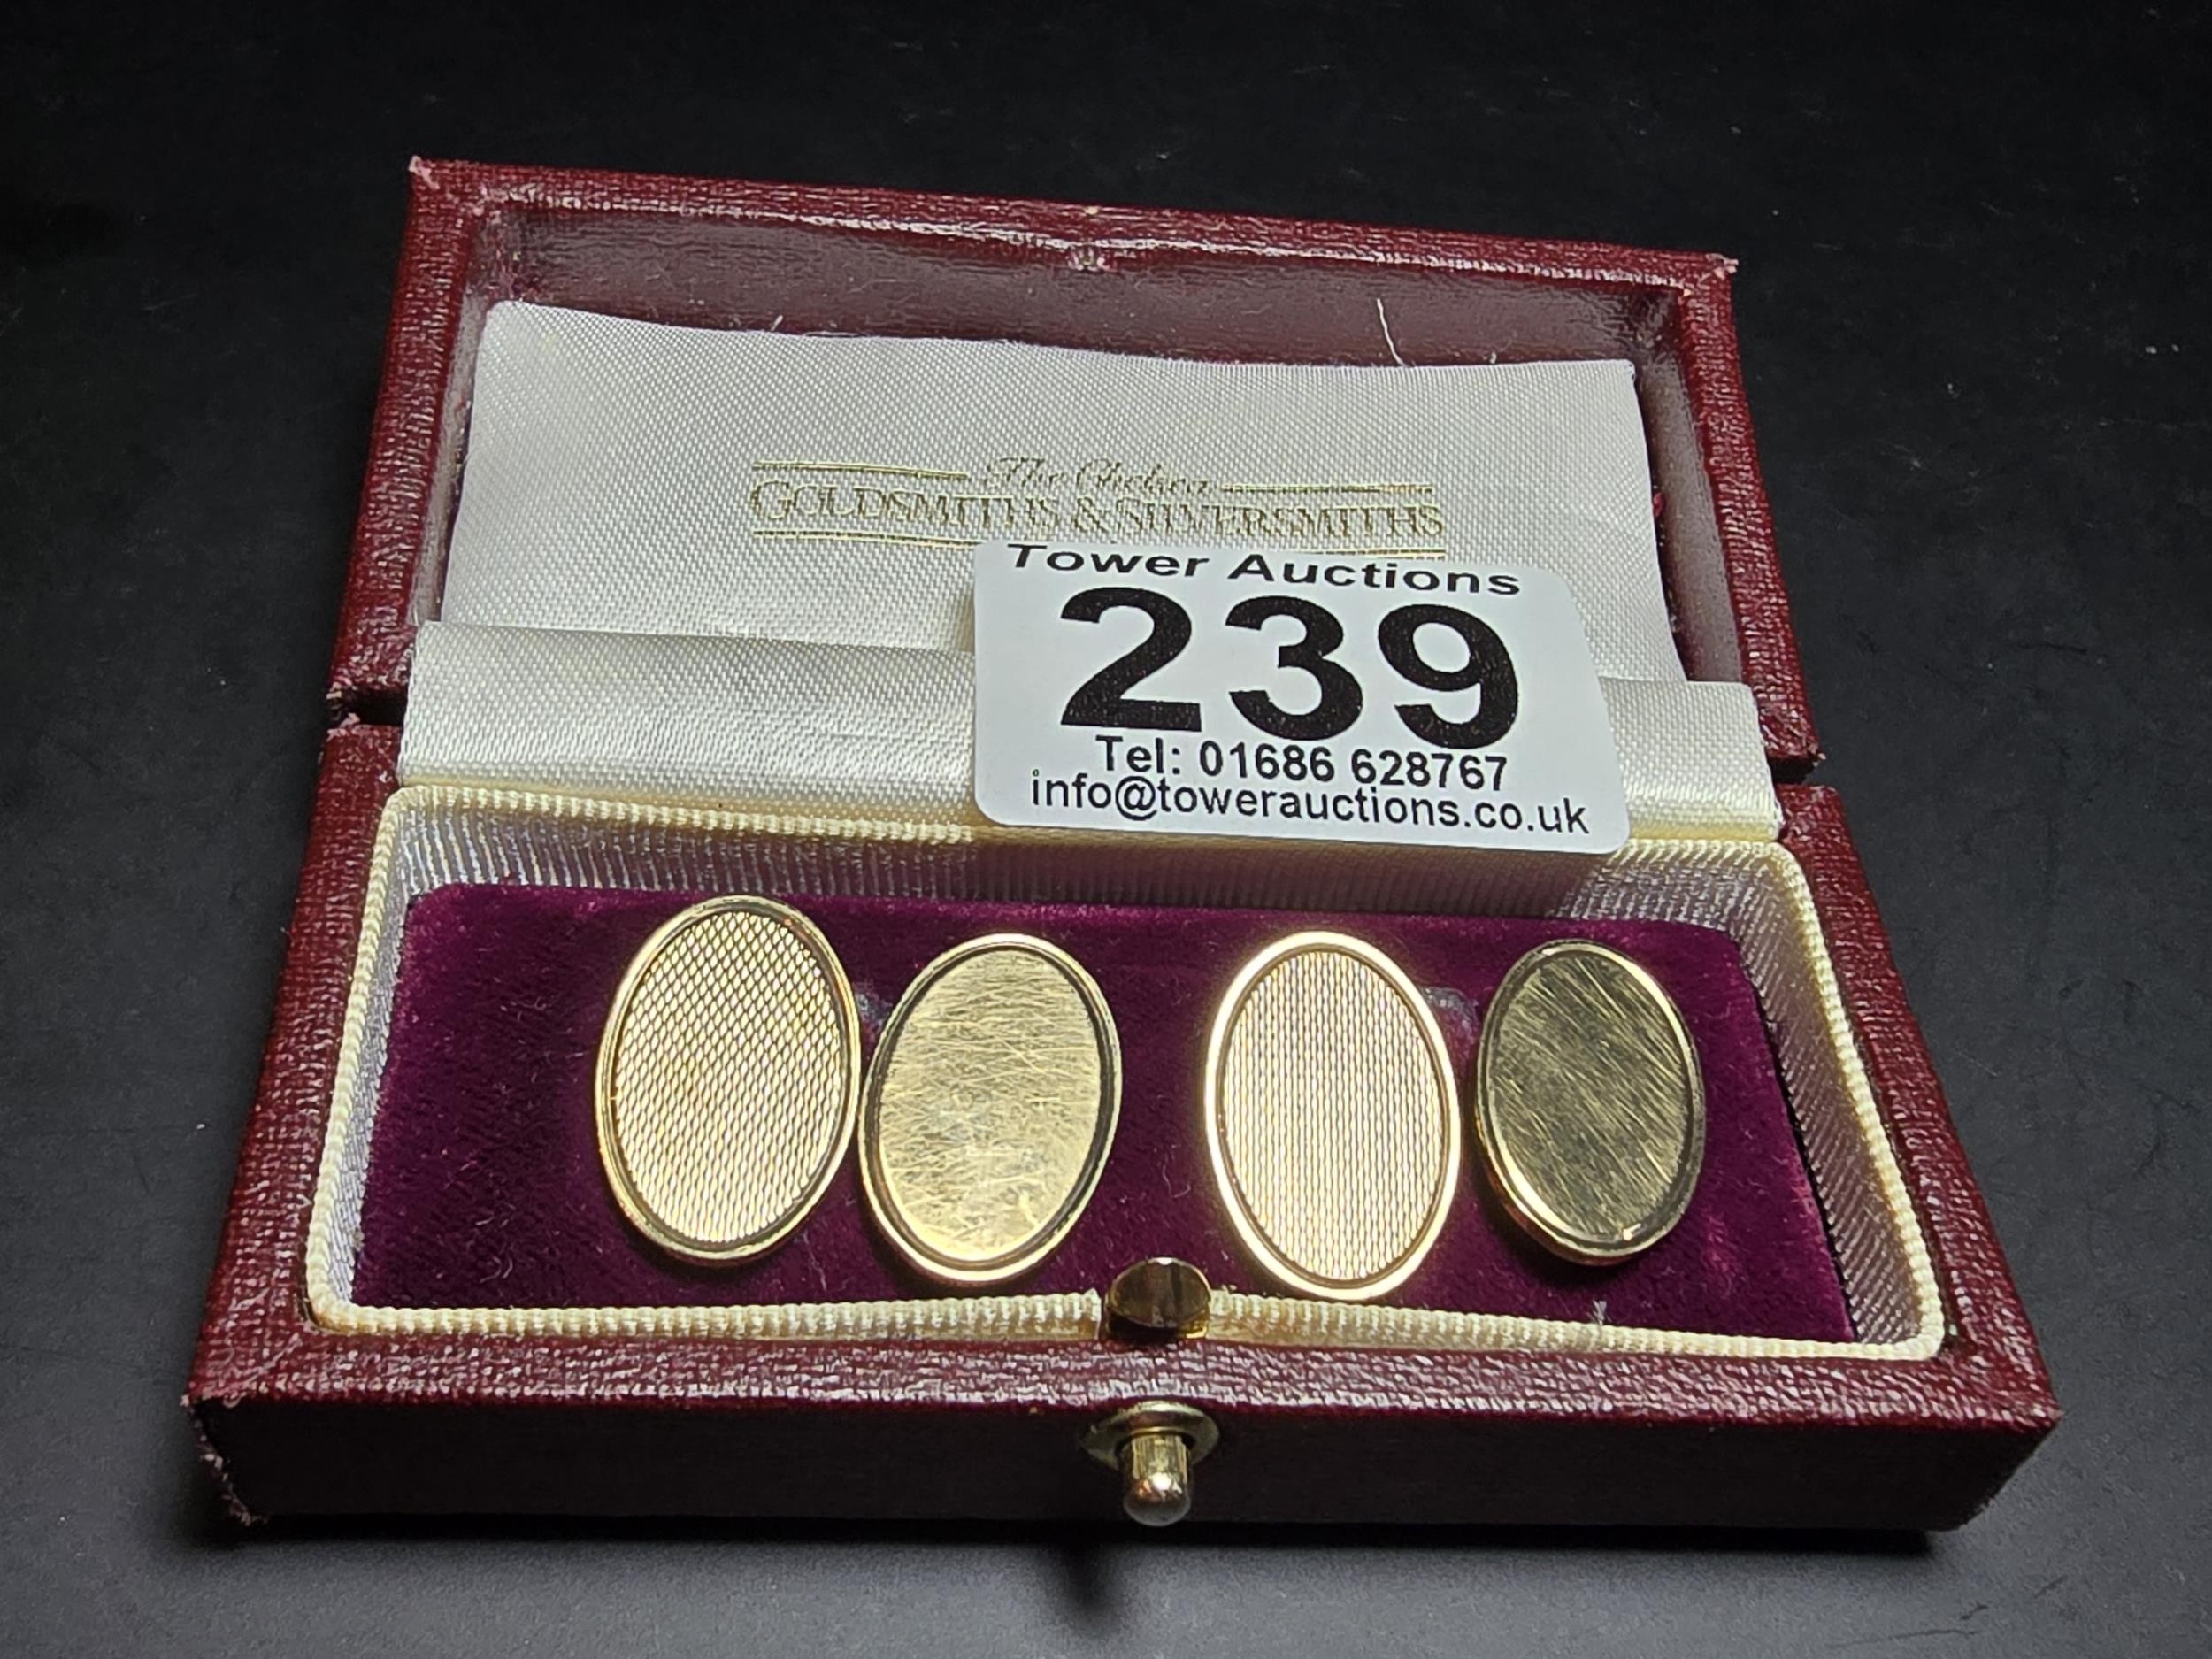 The Chelsea
GOLDSMITHS & SILVERSMITHS
Tower Auctions
239
Tel: 01686 628767
info@towerauctions.co.uk